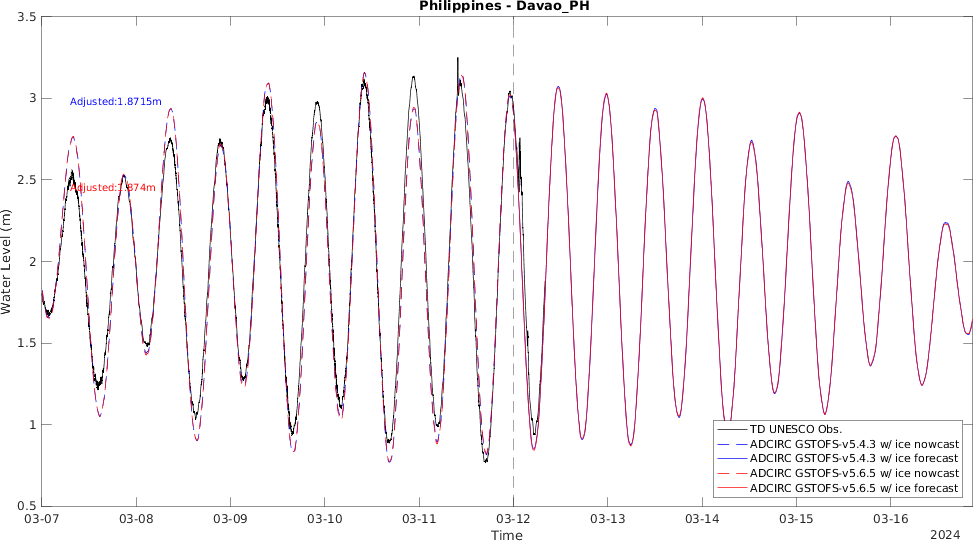 Philippines - Davao_PH
3.5
3
2.5
2
1.5
1
0.5
Water Level (m)
Adjusted:1.8715m
Adjusted:1.874m
TD UNESCO Obs.
ADCIRC GSTOFS-v5.4.3 w/ ice nowcast
ADCIRC GSTOFS-v5.4.3 w/ ice forecast
ADCIRC GSTOFS-v5.6.5 w/ ice nowcast
ADCIRC GSTOFS-v5.6.5 w/ ice forecast
03-07 03-08 03-09 03-10 03-11 03-12 03-13 03-14 03-15 03-16
Time
2024